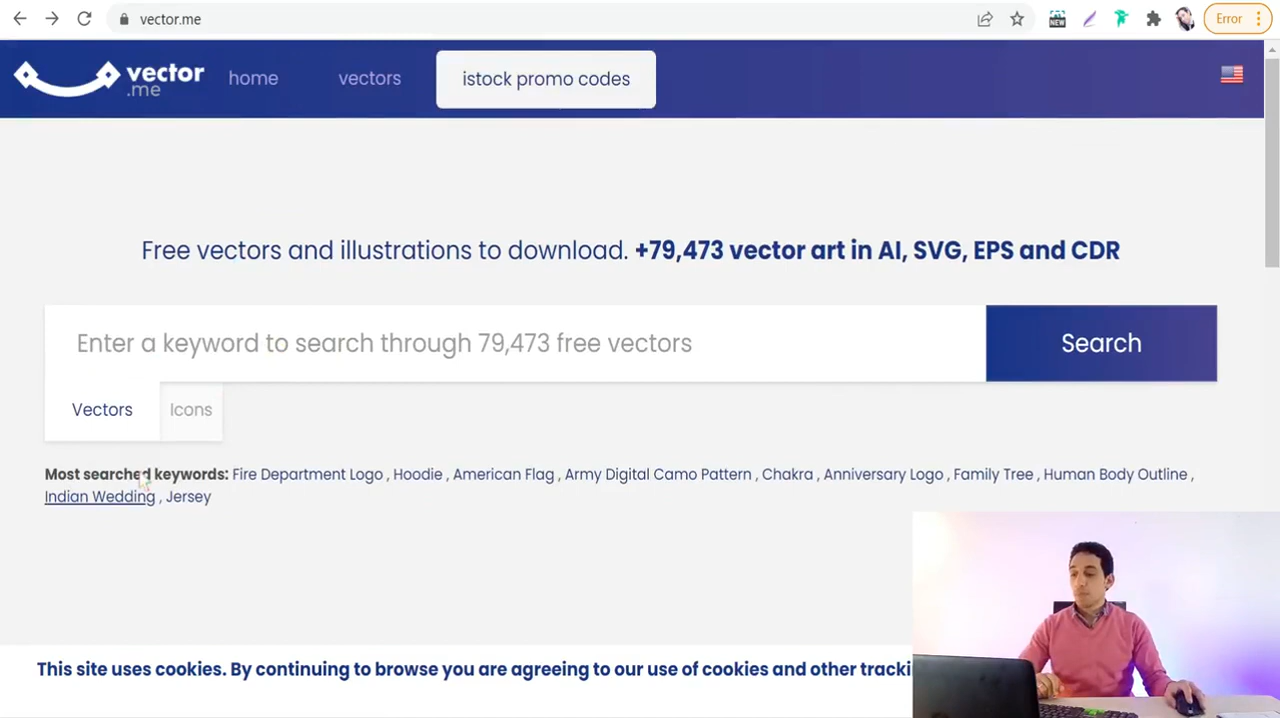 vector.me
NEW
Error
vector
.me
home
vectors
istock promo codes
Free vectors and illustrations to download. +79,473 vector art in AI, SVG, EPS and CDR
Enter a keyword to search through 79,473 free vectors
Search
Vectors
Icons
Most searched keywords: Fire Department Logo , Hoodie , American Flag , Army Digital Camo Pattern , Chakra , Anniversary Logo , Family Tree , Human Body Outline ,
Indian Wedding , Jersey
This site uses cookies. By continuing to browse you are agreeing to our use of cookies and other tracki